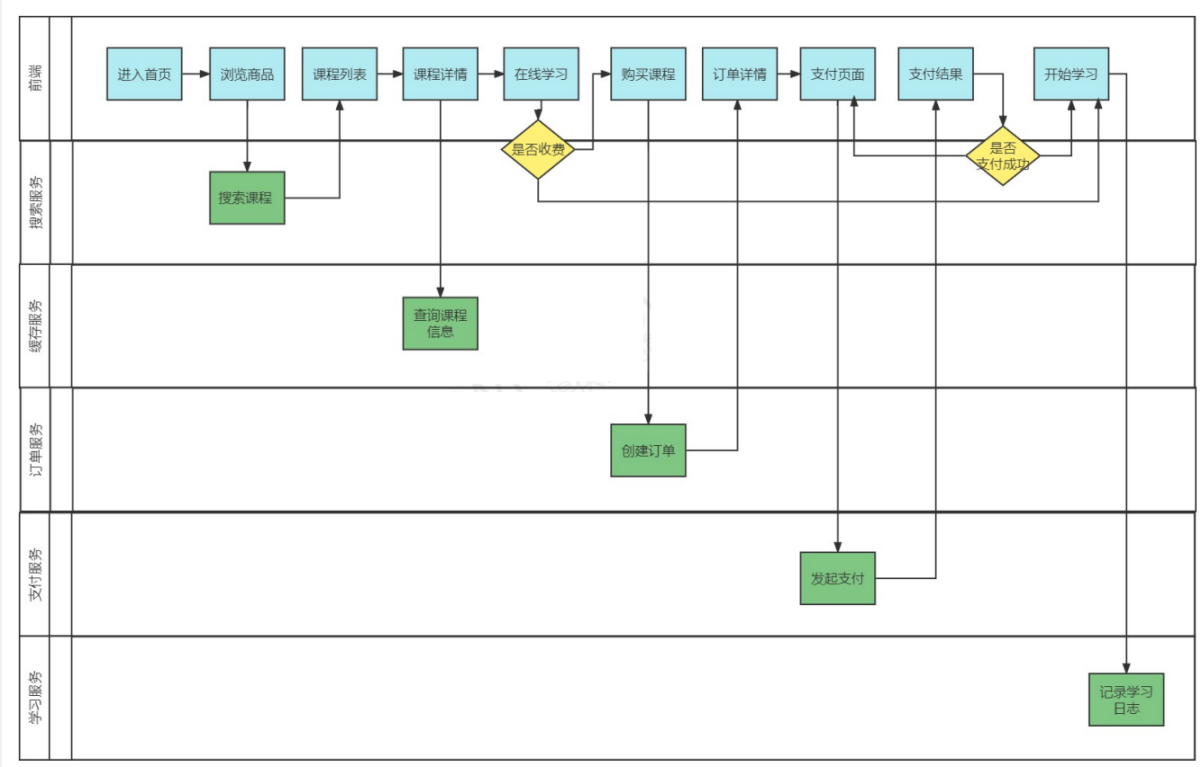 前端
进入首页
浏览商品
课程列表
课程详情
在线学习
购买课程
订单详情
支付页面
支付结果
开始学习
是否收费
是否
支付成功
搜索服务
搜索课程
缓存服务
查询课程
信息
订单服务
创建订单
支付服务
发起支付
学习服务
记录学习
日志